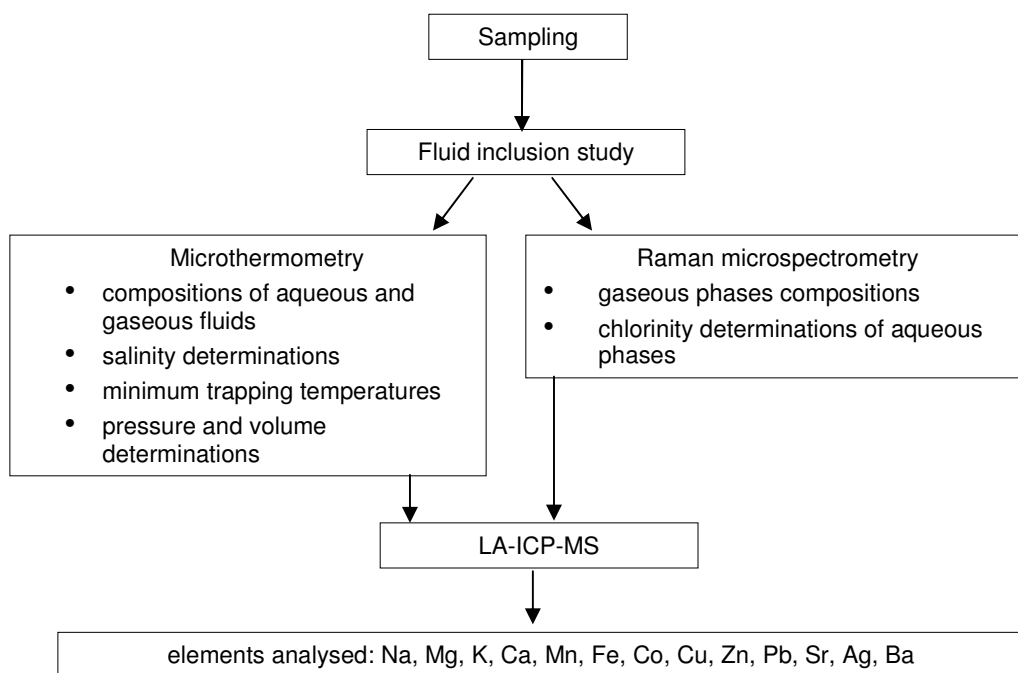 Sampling
Fluid inclusion study
Microthermometry
• compositions of aqueous and
gaseous fluids
• salinity determinations
• minimum trapping temperatures
• pressure and volume
determinations
Raman microspectrometry
• gaseous phases compositions
• chlorinity determinations of aqueous
phases
LA-ICP-MS
elements analysed: Na, Mg, K, Ca, Mn, Fe, Co, Cu, Zn, Pb, Sr, Ag, Ba